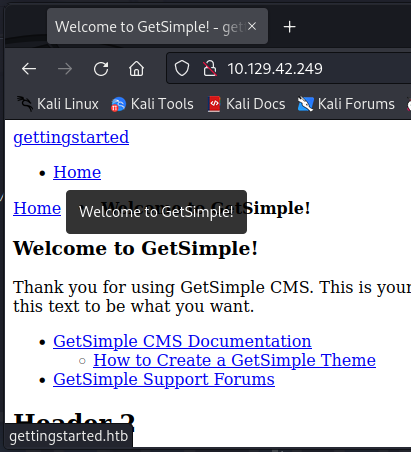 Welcome to GetSimple! - get
10.129.42.249
Kali Linux Kali Tools Kali Docs Kali Forums
gettingstarted
Home
Home Welcome to GetSimple!
Welcome to GetSimple!
Welcome to GetSimple!
Thank you for using GetSimple CMS. This is your
this text to be what you want.
GetSimple CMS Documentation
How to Create a GetSimple Theme
GetSimple Support Forums
Header 2
gettingstarted.htb